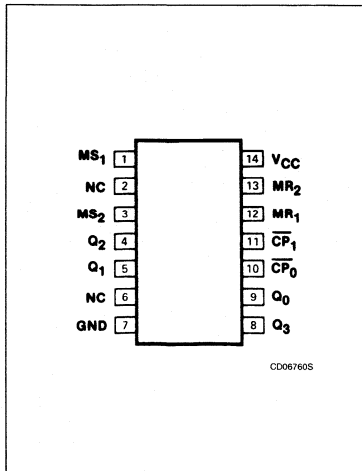 MS1 1 14 VCC
NC 2 13 MR2
MS2 3 12 MR1
Q2 4 11 CP1
Q1 5 10 CP0
NC 6 9 Q0
GND 7 8 Q3
CD06760S